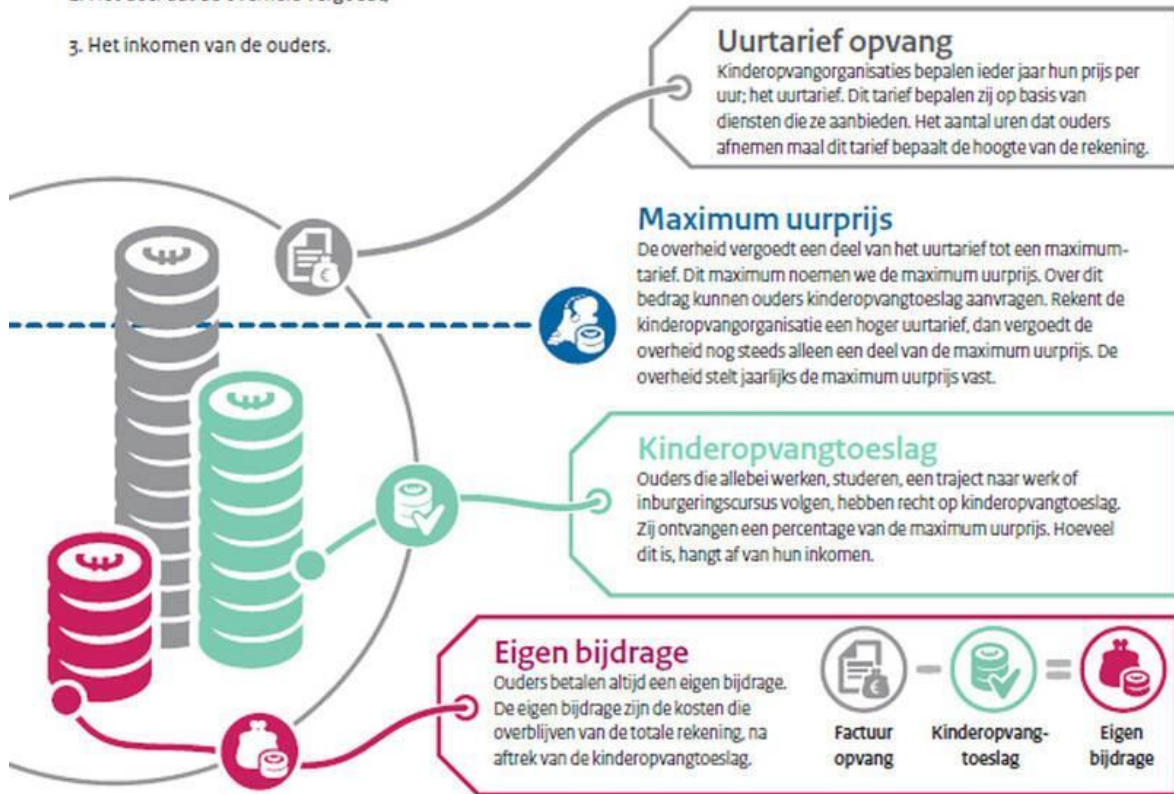 3. Het inkomen van de ouders.
Uurtarief opvang
Kinderopvangorganisaties bepalen ieder jaar hun prijs per
uur; het uurtarief. Dit tarief bepalen zij op basis van
diensten die ze aanbieden. Het aantal uren dat ouders
afnemen maal dit tarief bepaalt de hoogte van de rekening.
Maximum uurprijs
De overheid vergoedt een deel van het uurtarief tot een maximum-
tarief. Dit maximum noemen we de maximum uurprijs. Over dit
bedrag kunnen ouders kinderopvangtoeslag aanvragen. Rekent de
kinderopvangorganisatie een hoger uurtarief, dan vergoedt de
overheid nog steeds alleen een deel van de maximum uurprijs. De
overheid stelt jaarlijks de maximum uurprijs vast.
Kinderopvangtoeslag
Ouders die allebei werken, studeren, een traject naar werk of
inburgeringscursus volgen, hebben recht op kinderopvangtoeslag.
Zij ontvangen een percentage van de maximum uurprijs. Hoeveel
dit is, hangt af van hun inkomen.
Eigen bijdrage
Ouders betalen altijd een eigen bijdrage.
De eigen bijdrage zijn de kosten die
overblijven van de totale rekening, na
aftrek van de kinderopvangtoeslag.
Factuur
opvang
Kinderopvang-
toeslag
Eigen
bijdrage